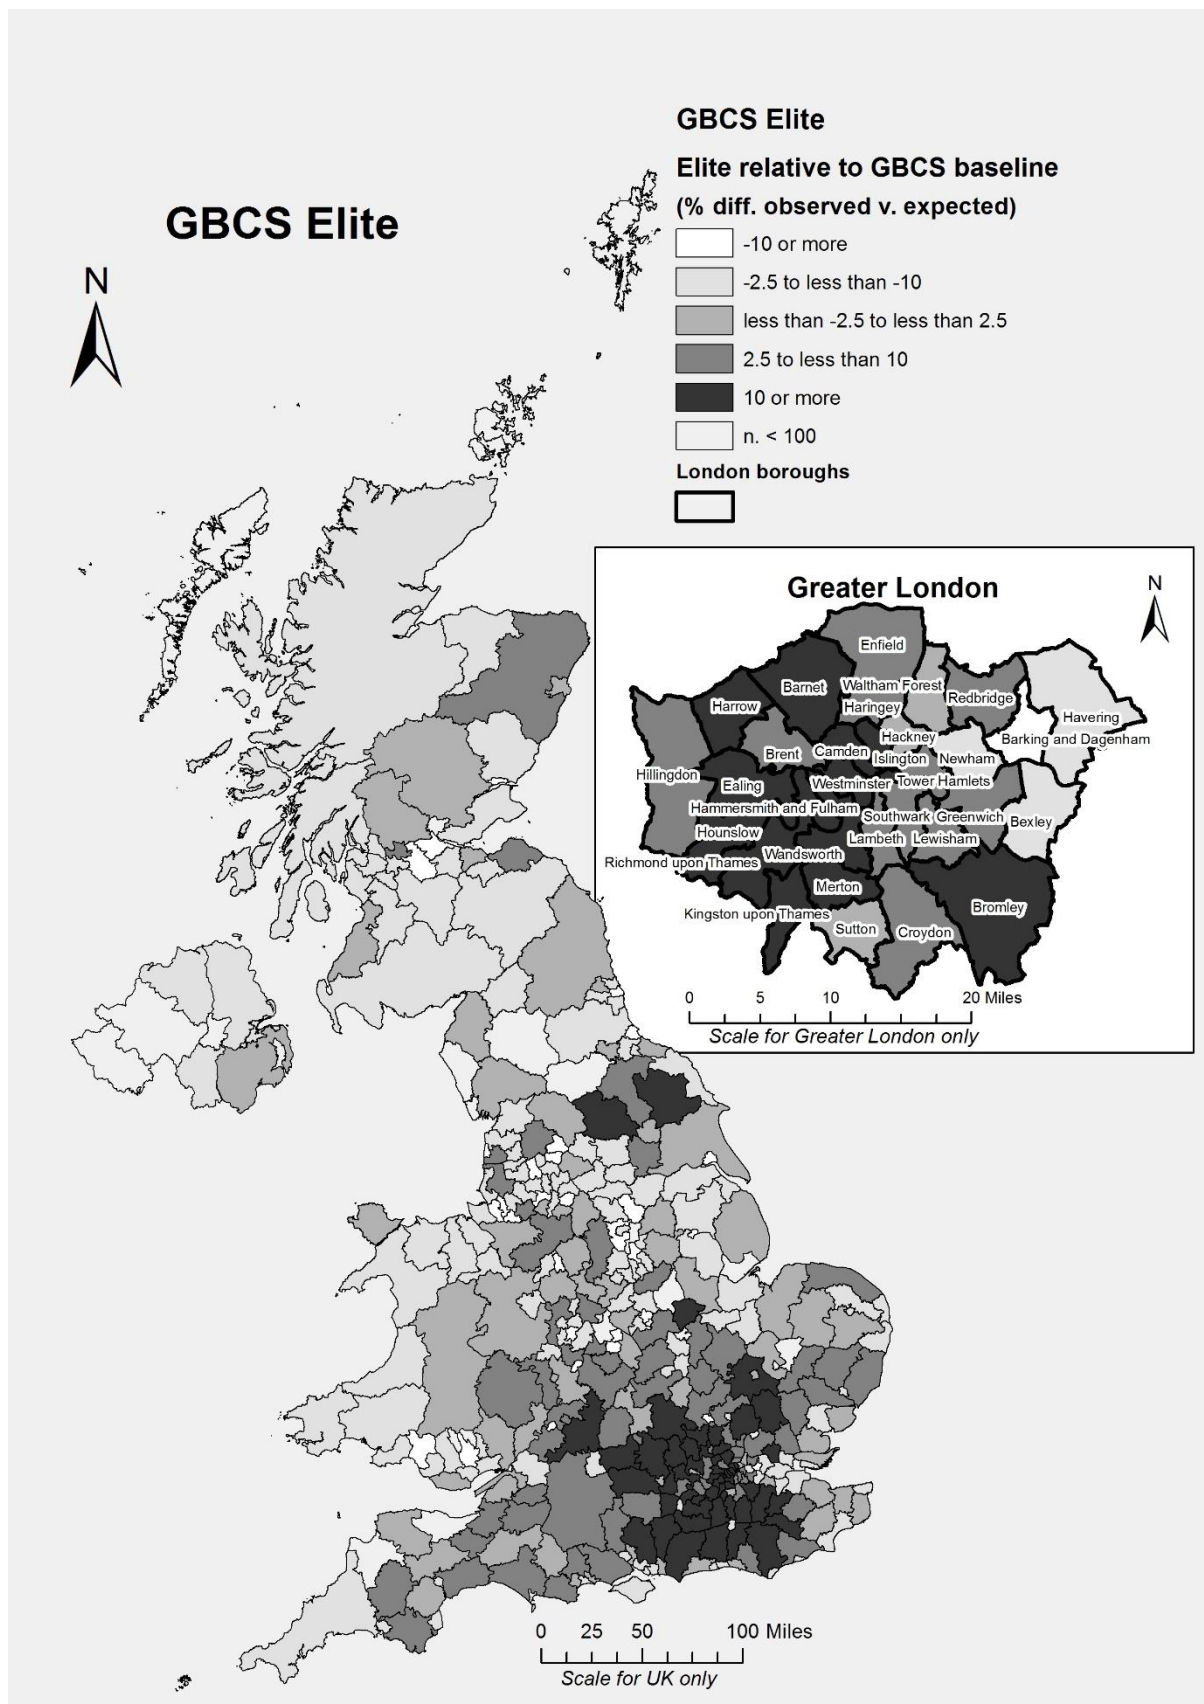 GBCS Elite
N
GBCS Elite
Elite relative to GBCS baseline
(% diff. observed v. expected)
-10 or more
-2.5 to less than -10
less than -2.5 to less than 2.5
2.5 to less than 10
10 or more
n. < 100
London boroughs
Greater London
N
Enfield
Barnet
Waltham Forest
Redbridge
Harrow
Haringey
Havering
Hackney
Barking and Dagenham
Brent
Camden
Islington
Newham
Hillingdon
Ealing
Westminster
Tower Hamlets
Hammersmith and Fulham
Southwark
Greenwich
Bexley
Hounslow
Lambeth
Lewisham
Richmond upon Thames
Wandsworth
Merton
Bromley
Kingston upon Thames
Sutton
Croydon
0 5 10 20 Miles
Scale for Greater London only
0 25 50 100 Miles
Scale for UK only